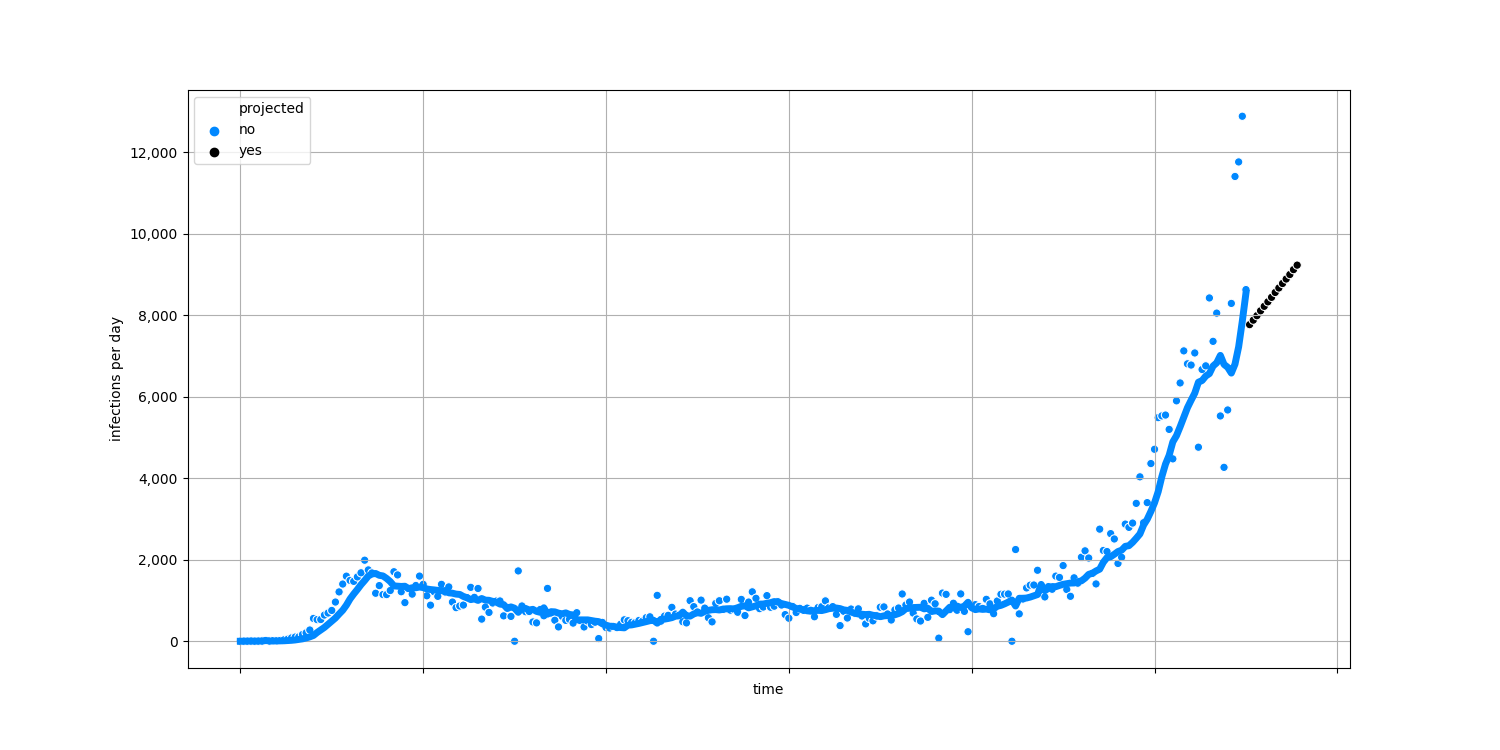 projected
no
yes
12,000
10,000
8,000
6,000
4,000
2,000
0
infections per day
time